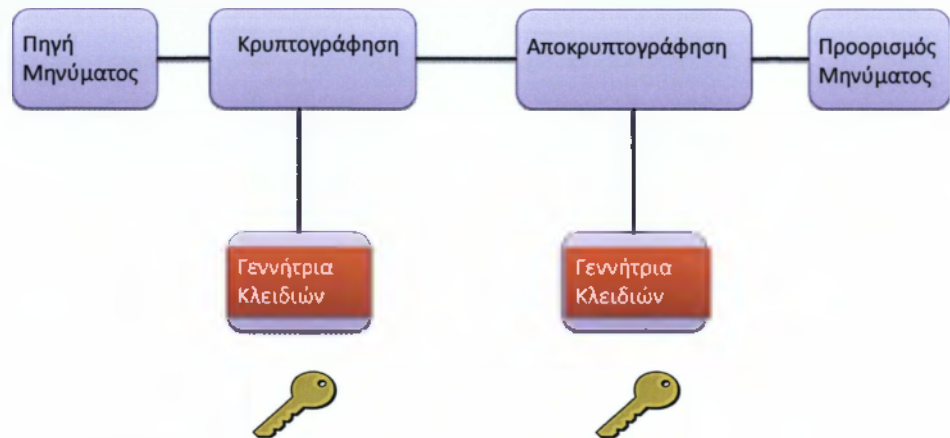 Πηγή
Μηνύματος
Κρυπτογράφηση
Αποκρυπτογράφηση
Προορισμός
Μηνύματος
Γεννήτρια
Κλειδιών
Γεννήτρια
Κλειδιών